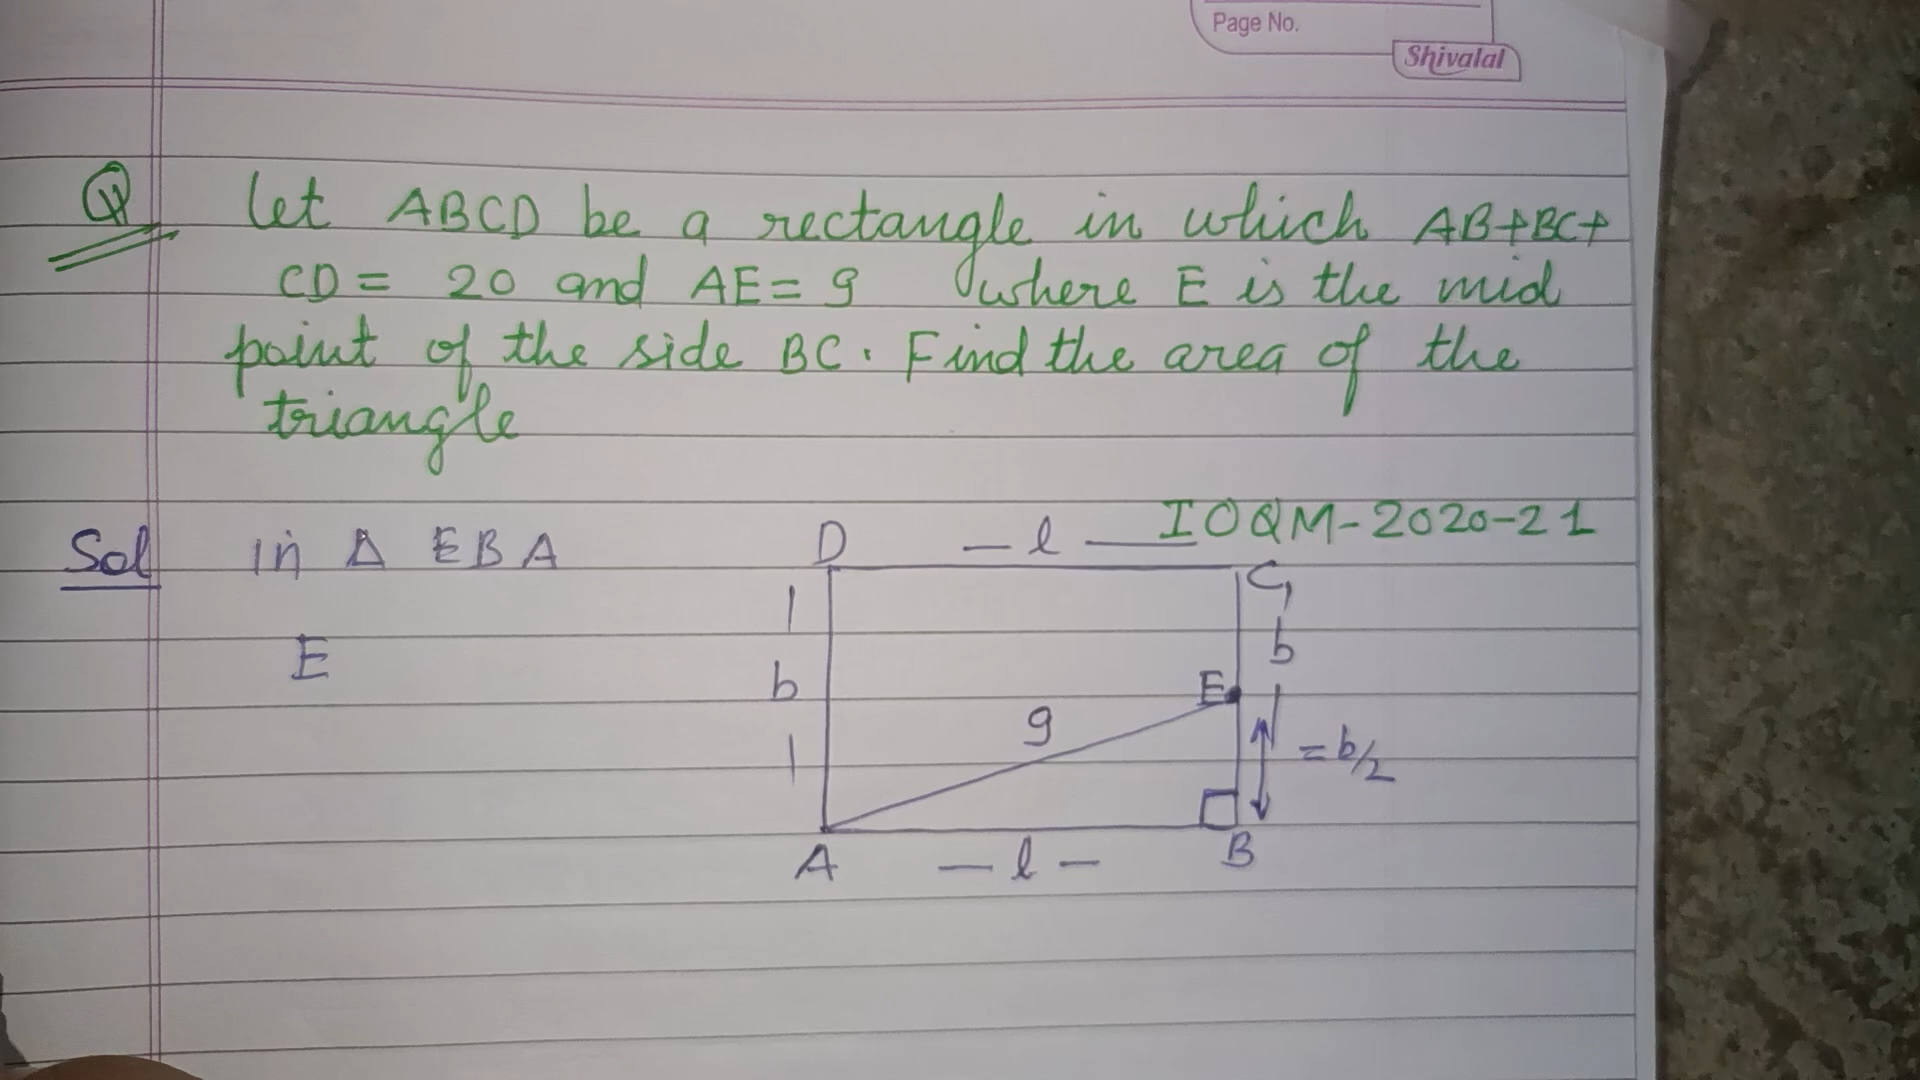 Page No.
Shivalal
Q Let ABCD be a rectangle in which AB+BC+
CD = 20 and AE = 9 where E is the mid
point of the side BC. Find the area of the
triangle
IOQM-2020-21
Sol in Δ EBA
E
D — l — C
b
b
E
9
= b/2
A — l — B